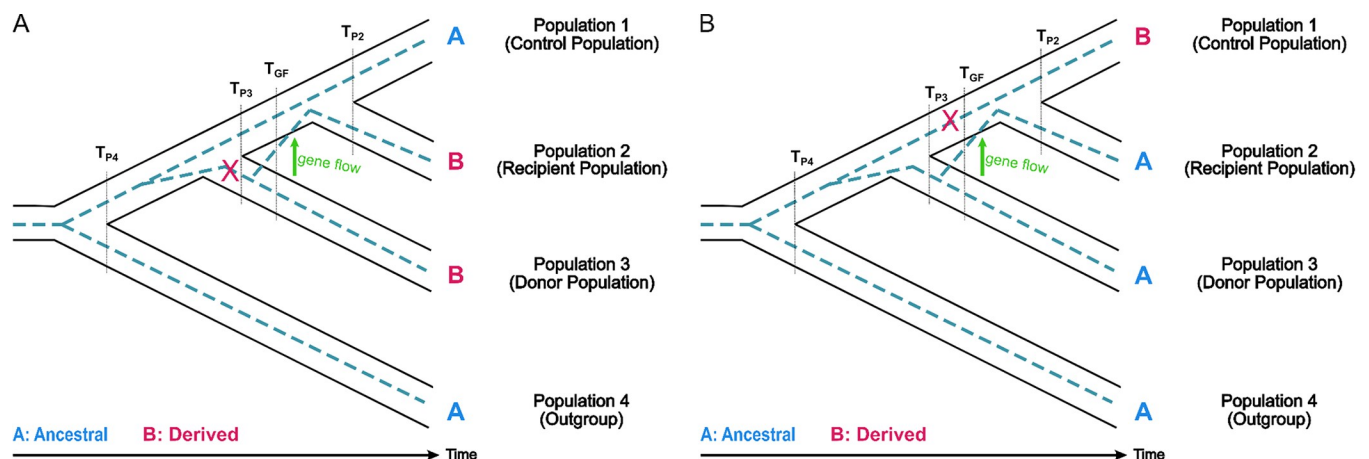 A
T_P4
T_P3
T_GF
T_P2
gene flow
A
Population 1
(Control Population)
B
Population 2
(Recipient Population)
B
Population 3
(Donor Population)
A
Population 4
(Outgroup)
A: Ancestral B: Derived
Time
B
T_P4
T_P3
T_GF
T_P2
gene flow
B
Population 1
(Control Population)
A
Population 2
(Recipient Population)
A
Population 3
(Donor Population)
A
Population 4
(Outgroup)
A: Ancestral B: Derived
Time